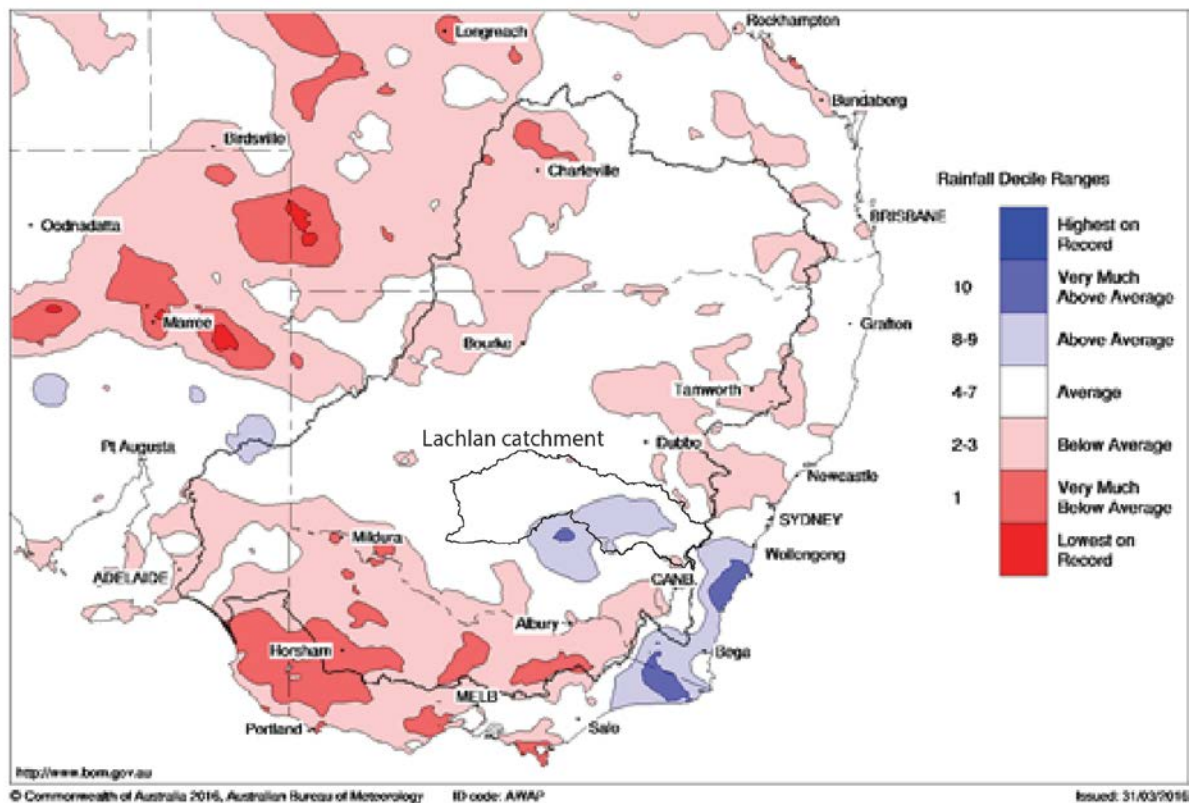 Longreach
Rockhampton
Bundaberg
Birdsville
Charleville
Rainfall Decile Ranges
Oodnadatta
BRISBANE
Highest on
Record
10
Very Much
Above Average
Marree
Bourke
Grafton
8-9
Above Average
Tamworth
4-7
Average
Lachlan catchment
Dubbo
Pt Augusta
2-3
Below Average
Newcastle
1
Very Much
Below Average
SYDNEY
Mildura
Wollongong
Lowest on
Record
ADELAIDE
CANB.
Albury
Horsham
Bega
MELB
Portland
Sale
http://www.bom.gov.au
© Commonwealth of Australia 2016, Australian Bureau of Meteorology
ID code: AWAP
Issued: 31/03/2016